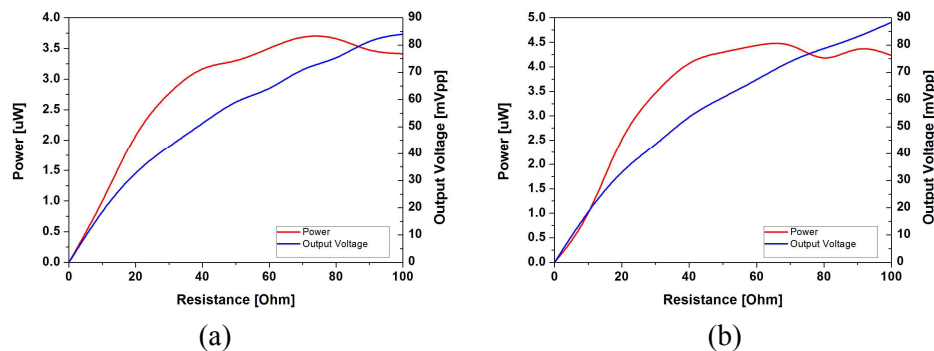 4.0
3.5
3.0
2.5
2.0
1.5
1.0
0.5
0.0
Power [uW]
90
80
70
60
50
40
30
20
10
0
Output Voltage [mVpp]
Power
Output Voltage
0 20 40 60 80 100
Resistance [Ohm]
(a)
5.0
4.5
4.0
3.5
3.0
2.5
2.0
1.5
1.0
0.5
0.0
Power [uW]
90
80
70
60
50
40
30
20
10
0
Output Voltage [mVpp]
Power
Output Voltage
0 20 40 60 80 100
Resistance [Ohm]
(b)